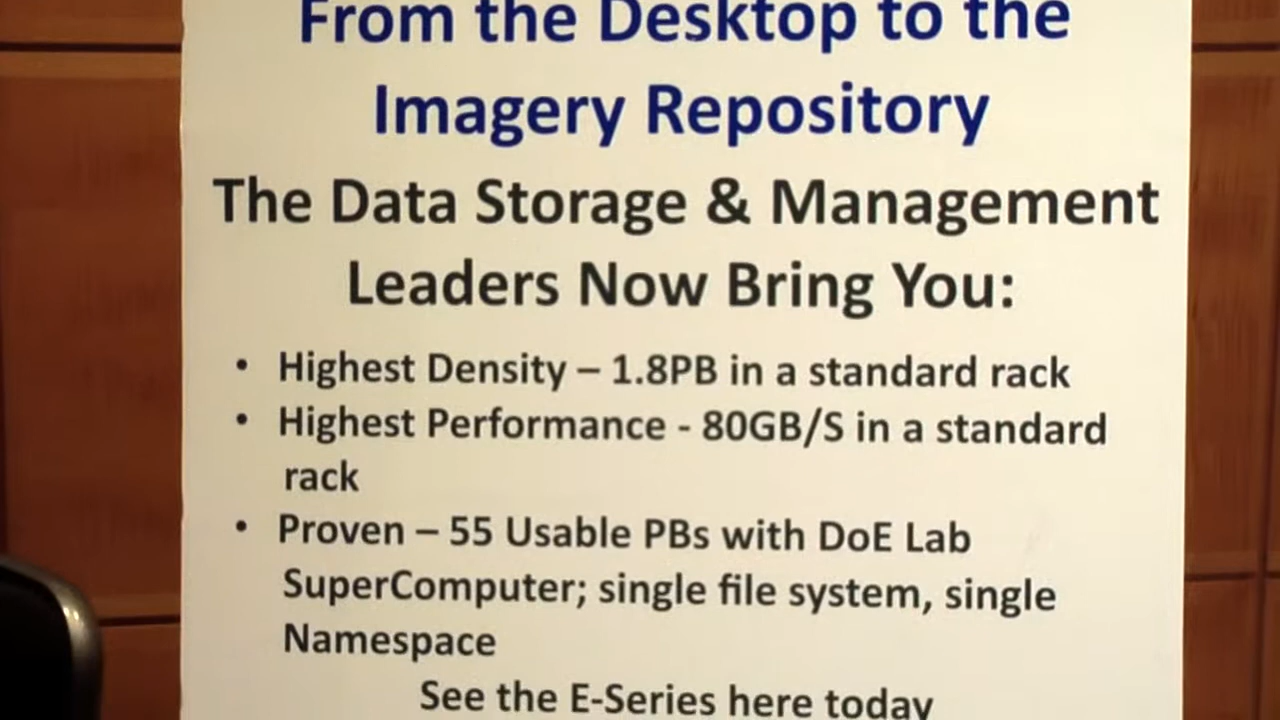 From the Desktop to the
Imagery Repository
The Data Storage & Management
Leaders Now Bring You:
• Highest Density – 1.8PB in a standard rack
• Highest Performance - 80GB/S in a standard
rack
• Proven – 55 Usable PBs with DoE Lab
SuperComputer; single file system, single
Namespace
See the E-Series here today